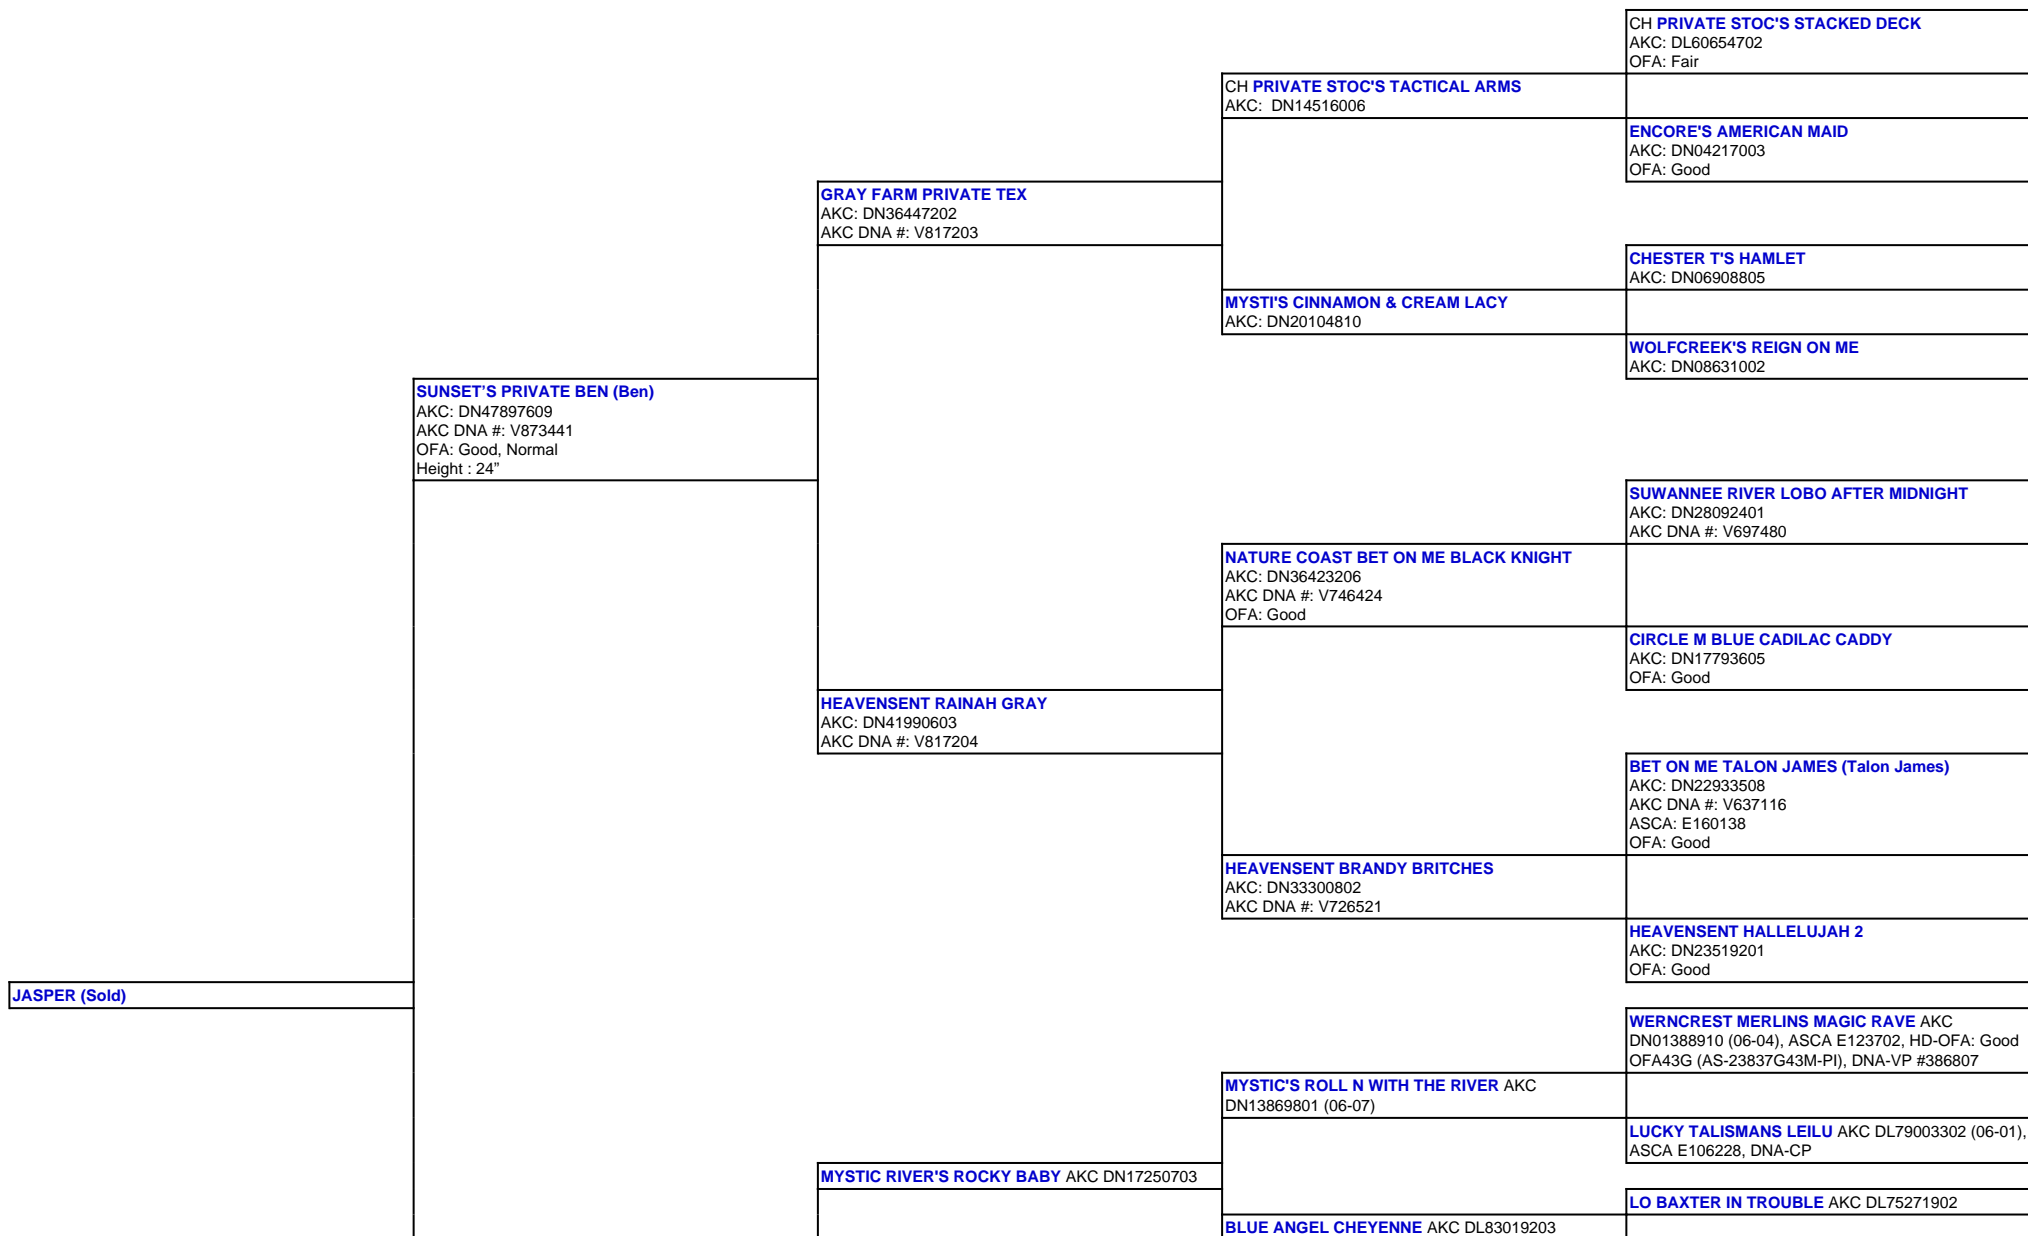 CH PRIVATE STOC'S STACKED DECK
AKC: DL60654702
OFA: Fair
CH PRIVATE STOC'S TACTICAL ARMS
AKC:  DN14516006
ENCORE'S AMERICAN MAID
AKC: DN04217003
OFA: Good
GRAY FARM PRIVATE TEX
AKC: DN36447202
AKC DNA #: V817203
CHESTER T'S HAMLET
AKC: DN06908805
MYSTI'S CINNAMON & CREAM LACY
AKC: DN20104810
WOLFCREEK'S REIGN ON ME
AKC: DN08631002
SUNSET’S PRIVATE BEN (Ben)
AKC: DN47897609
AKC DNA #: V873441
OFA: Good, Normal
Height : 24”
SUWANNEE RIVER LOBO AFTER MIDNIGHT
AKC: DN28092401
AKC DNA #: V697480
NATURE COAST BET ON ME BLACK KNIGHT
AKC: DN36423206
AKC DNA #: V746424
OFA: Good
CIRCLE M BLUE CADILAC CADDY
AKC: DN17793605
OFA: Good
HEAVENSENT RAINAH GRAY
AKC: DN41990603
AKC DNA #: V817204
BET ON ME TALON JAMES (Talon James)
AKC: DN22933508
AKC DNA #: V637116
ASCA: E160138
OFA: Good
HEAVENSENT BRANDY BRITCHES
AKC: DN33300802
AKC DNA #: V726521
HEAVENSENT HALLELUJAH 2
AKC: DN23519201
OFA: Good
JASPER (Sold)
WERNCREST MERLINS MAGIC RAVE AKC
DN01388910 (06-04), ASCA E123702, HD-OFA: Good
OFA43G (AS-23837G43M-PI), DNA-VP #386807
MYSTIC'S ROLL N WITH THE RIVER AKC
DN13869801 (06-07)
LUCKY TALISMANS LEILU AKC DL79003302 (06-01),
ASCA E106228, DNA-CP
MYSTIC RIVER'S ROCKY BABY AKC DN17250703
LO BAXTER IN TROUBLE AKC DL75271902
BLUE ANGEL CHEYENNE AKC DL83019203